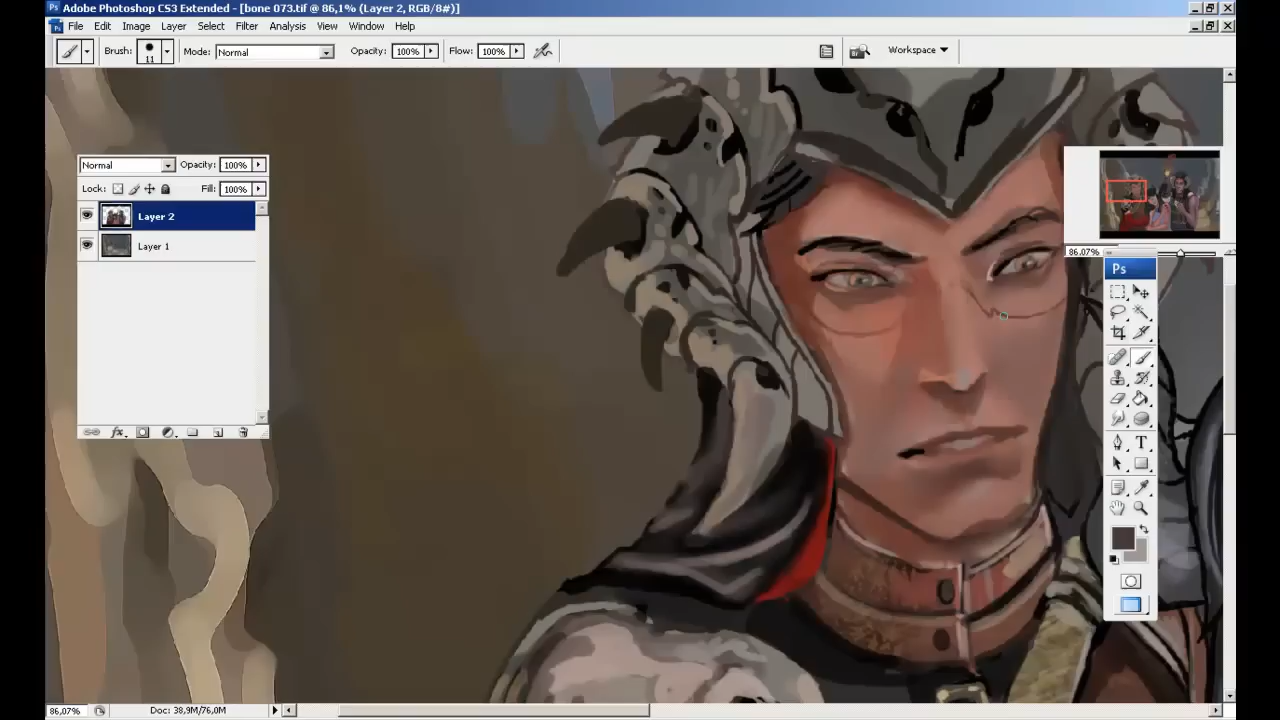 Adobe Photoshop CS3 Extended - [bone 073.tif @ 86,1% (Layer 2, RGB/8#)]
File Edit Image Layer Select Analysis Filter View Window Help
Brush: 11 Mode: Normal Opacity: 100% Flow: 100% Workspace
Normal Opacity: 100%
Lock: Fill: 100%
Layer 2
Layer 1
86.07%
Ps
T
86,07% Doc: 38,9M/76,0M